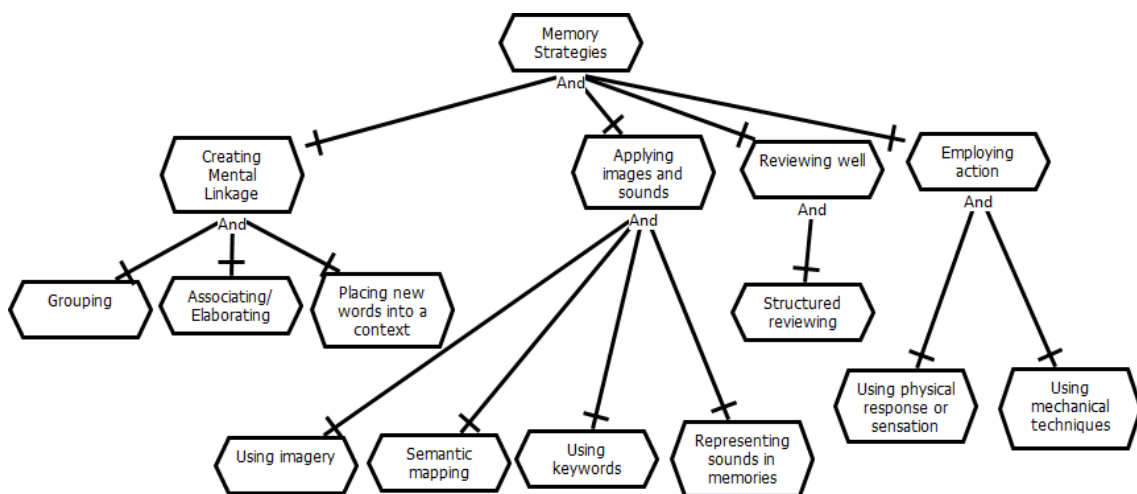 Memory
Strategies
And
Creating
Mental
Linkage
Applying
images and
sounds
Reviewing well
Employing
action
And
And
And
And
Grouping
Associating/
Elaborating
Placing new
words into a
context
Structured
reviewing
Using imagery
Semantic
mapping
Using
keywords
Representing
sounds in
memories
Using physical
response or
sensation
Using
mechanical
techniques